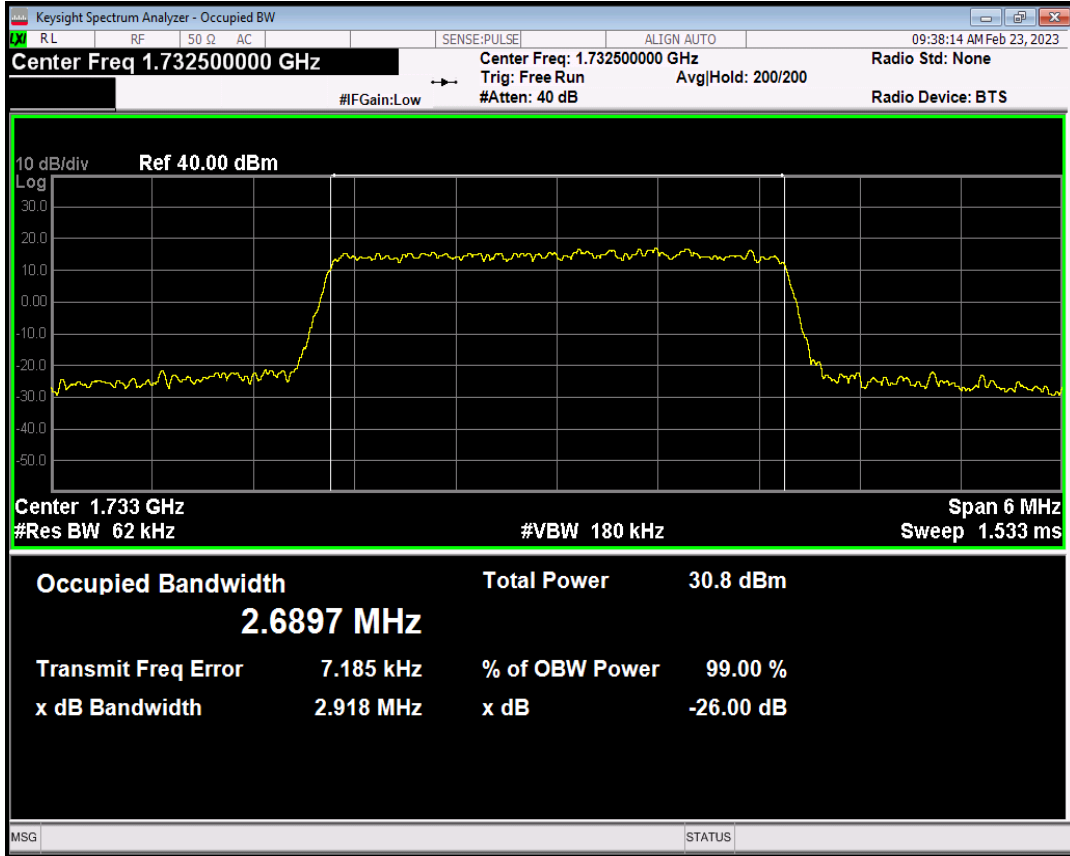 Keysight Spectrum Analyzer - Occupied BW
LXI RL RF 50 Ω AC SENSE:PULSE ALIGN AUTO 09:38:14 AM Feb 23, 2023
Center Freq 1.732500000 GHz Center Freq: 1.732500000 GHz Radio Std: None
Trig: Free Run Avg|Hold: 200/200
#IFGain:Low #Atten: 40 dB Radio Device: BTS
10 dB/div Ref 40.00 dBm
Log
30.0
20.0
10.0
0.00
-10.0
-20.0
-30.0
-40.0
-50.0
Center 1.733 GHz Span 6 MHz
#Res BW 62 kHz #VBW 180 kHz Sweep 1.533 ms
Occupied Bandwidth Total Power 30.8 dBm
2.6897 MHz
Transmit Freq Error 7.185 kHz % of OBW Power 99.00 %
x dB Bandwidth 2.918 MHz x dB -26.00 dB
MSG STATUS